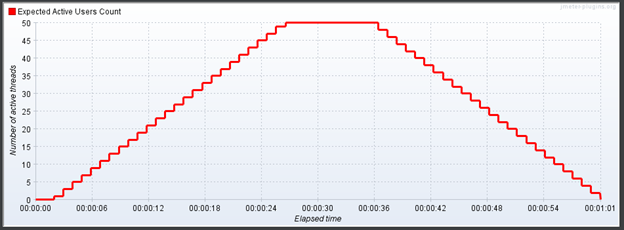 jmeter-plugins.org
Expected Active Users Count
Number of active threads
50
45
40
35
30
25
20
15
10
5
0
00:00:00 00:00:06 00:00:12 00:00:18 00:00:24 00:00:30 00:00:36 00:00:42 00:00:48 00:00:54 00:01:01
Elapsed time